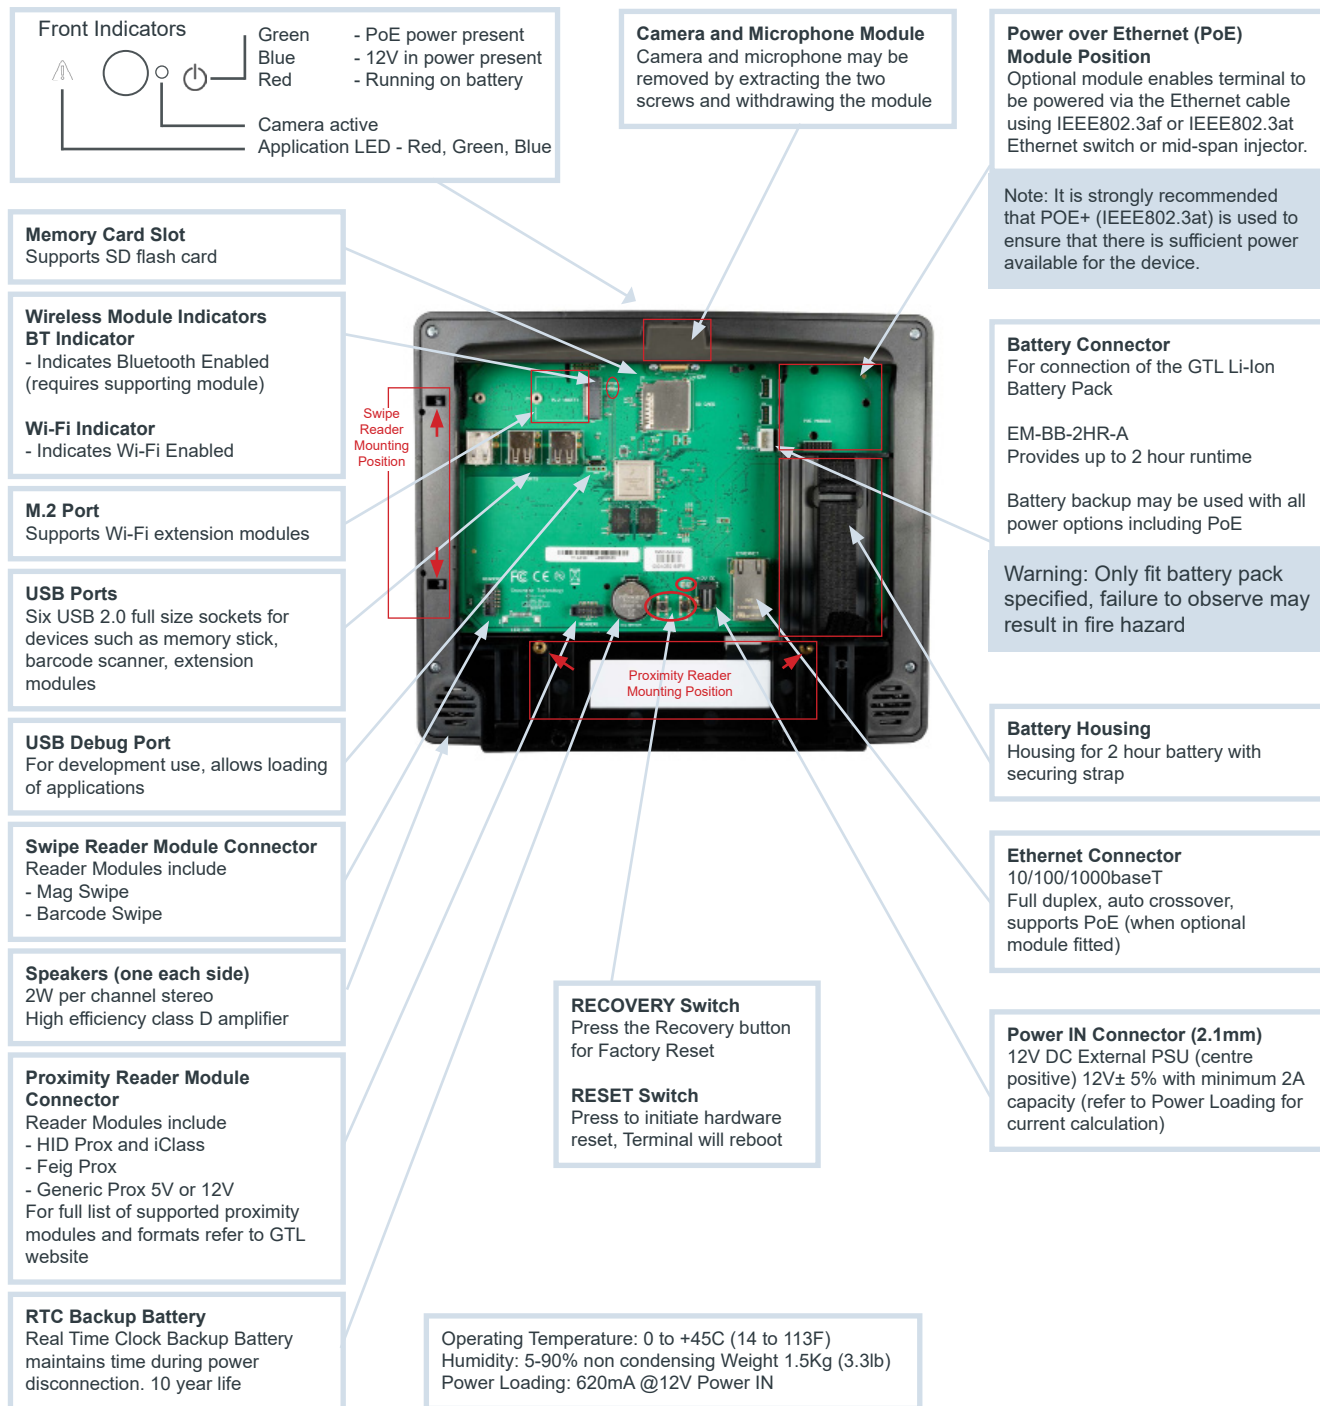 Front Indicators
Green - PoE power present
Blue - 12V in power present
Red - Running on battery
Camera active
Application LED - Red, Green, Blue
Camera and Microphone Module
Camera and microphone may be
removed by extracting the two
screws and withdrawing the module
Power over Ethernet (PoE)
Module Position
Optional module enables terminal to
be powered via the Ethernet cable
using IEEE802.3af or IEEE802.3at
Ethernet switch or mid-span injector.
Note: It is strongly recommended
that POE+ (IEEE802.3at) is used to
ensure that there is sufficient power
available for the device.
Memory Card Slot
Supports SD flash card
Wireless Module Indicators
BT Indicator
- Indicates Bluetooth Enabled
(requires supporting module)
Wi-Fi Indicator
- Indicates Wi-Fi Enabled
M.2 Port
Supports Wi-Fi extension modules
USB Ports
Six USB 2.0 full size sockets for
devices such as memory stick,
barcode scanner, extension
modules
USB Debug Port
For development use, allows loading
of applications
Swipe Reader Module Connector
Reader Modules include
- Mag Swipe
- Barcode Swipe
Speakers (one each side)
2W per channel stereo
High efficiency class D amplifier
Proximity Reader Module
Connector
Reader Modules include
- HID Prox and iClass
- Feig Prox
- Generic Prox 5V or 12V
For full list of supported proximity
modules and formats refer to GTL
website
RTC Backup Battery
Real Time Clock Backup Battery
maintains time during power
disconnection. 10 year life
Swipe
Reader
Mounting
Position
ETHERNET
FC CE
Proximity Reader
Mounting Position
Battery Connector
For connection of the GTL Li-Ion
Battery Pack
EM-BB-2HR-A
Provides up to 2 hour runtime
Battery backup may be used with all
power options including PoE
Warning: Only fit battery pack
specified, failure to observe may
result in fire hazard
Battery Housing
Housing for 2 hour battery with
securing strap
Ethernet Connector
10/100/1000baseT
Full duplex, auto crossover,
supports PoE (when optional
module fitted)
Power IN Connector (2.1mm)
12V DC External PSU (centre
positive) 12V± 5% with minimum 2A
capacity (refer to Power Loading for
current calculation)
RECOVERY Switch
Press the Recovery button
for Factory Reset
RESET Switch
Press to initiate hardware
reset, Terminal will reboot
Operating Temperature: 0 to +45C (14 to 113F)
Humidity: 5-90% non condensing Weight 1.5Kg (3.3lb)
Power Loading: 620mA @12V Power IN